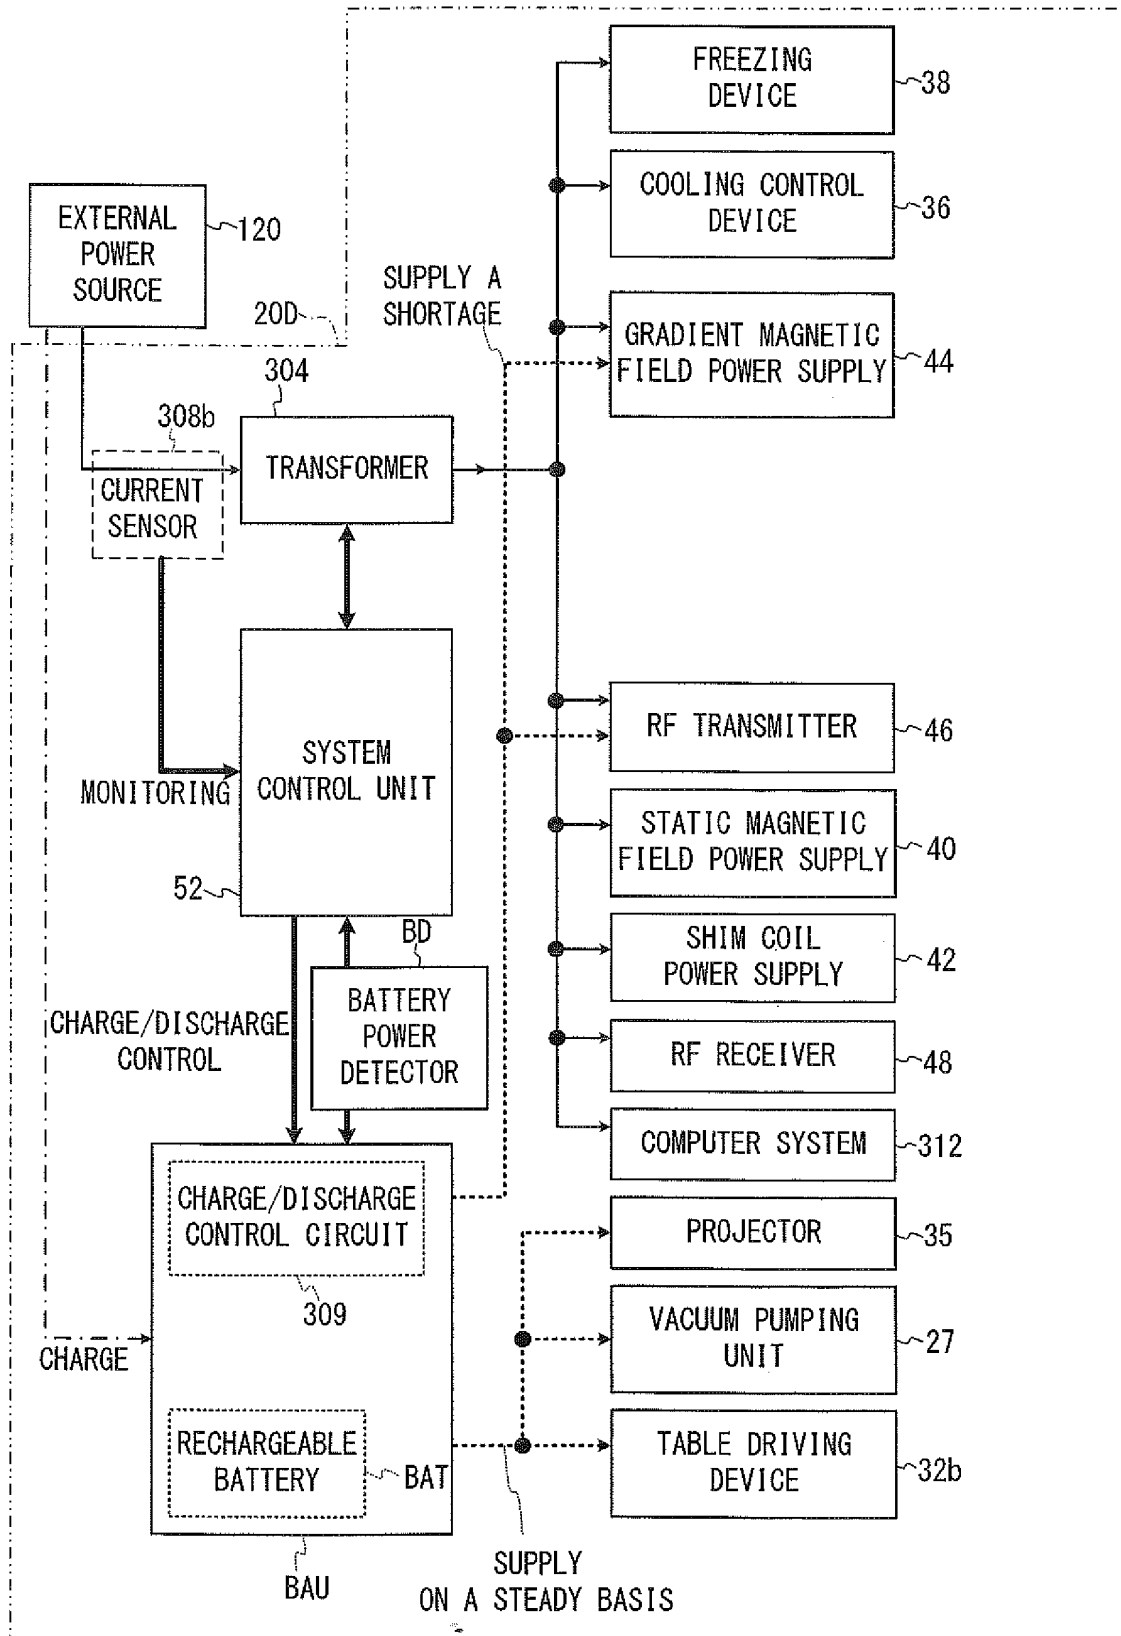 FREEZING
DEVICE
38
COOLING CONTROL
DEVICE
36
EXTERNAL
POWER
SOURCE
120
SUPPLY A
SHORTAGE
20D
GRADIENT MAGNETIC
FIELD POWER SUPPLY
44
304
308b
TRANSFORMER
CURRENT
SENSOR
RF TRANSMITTER
46
SYSTEM
CONTROL UNIT
MONITORING
STATIC MAGNETIC
FIELD POWER SUPPLY
40
52
BD
SHIM COIL
POWER SUPPLY
42
BATTERY
POWER
DETECTOR
CHARGE/DISCHARGE
CONTROL
RF RECEIVER
48
COMPUTER SYSTEM
312
CHARGE/DISCHARGE
CONTROL CIRCUIT
309
PROJECTOR
35
VACUUM PUMPING
UNIT
27
CHARGE
RECHARGEABLE
BATTERY
BAT
TABLE DRIVING
DEVICE
32b
BAU
SUPPLY
ON A STEADY BASIS